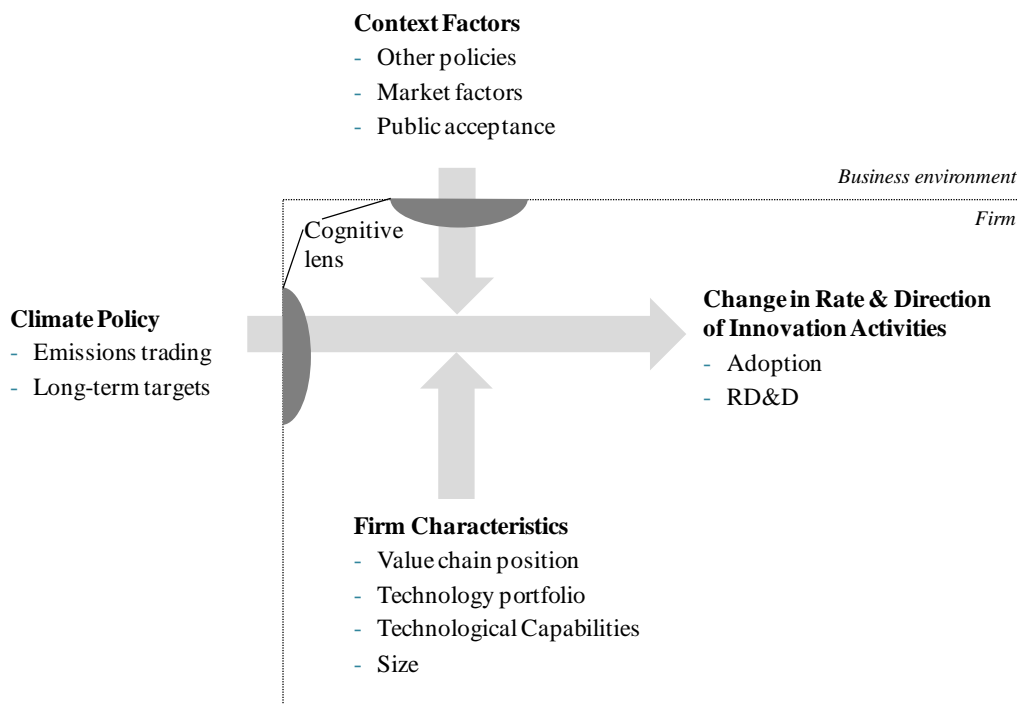 Context Factors
- Other policies
- Market factors
- Public acceptance
Business environment
Firm
Cognitive
lens
Climate Policy
- Emissions trading
- Long-term targets
Change in Rate & Direction
of Innovation Activities
- Adoption
- RD&D
Firm Characteristics
- Value chain position
- Technology portfolio
- Technological Capabilities
- Size